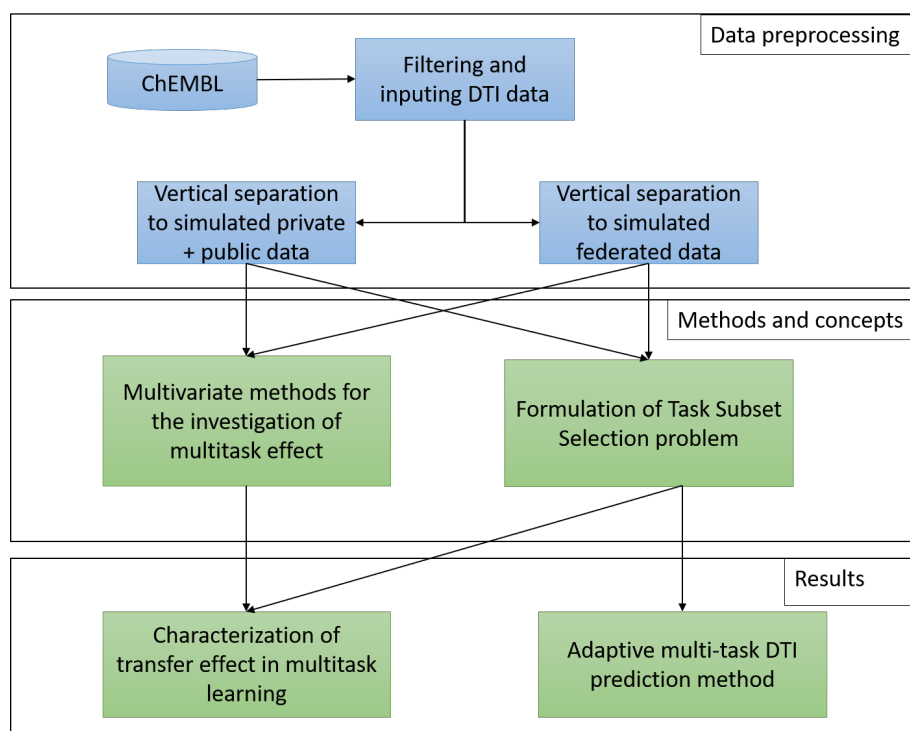 Data preprocessing
ChEMBL
Filtering and
inputing DTI data
Vertical separation
to simulated private
+ public data
Vertical separation
to simulated
federated data
Methods and concepts
Multivariate methods for
the investigation of
multitask effect
Formulation of Task Subset
Selection problem
Results
Characterization of
transfer effect in multitask
learning
Adaptive multi-task DTI
prediction method